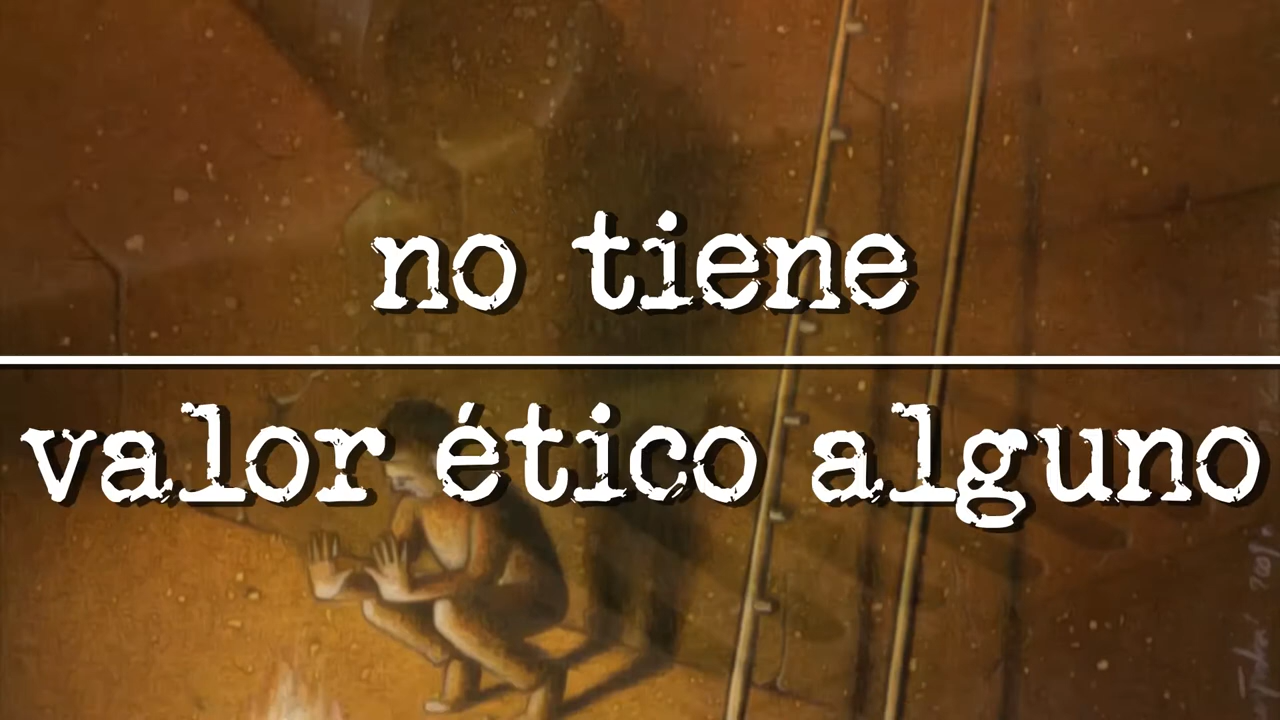 no tiene
valor ético alguno